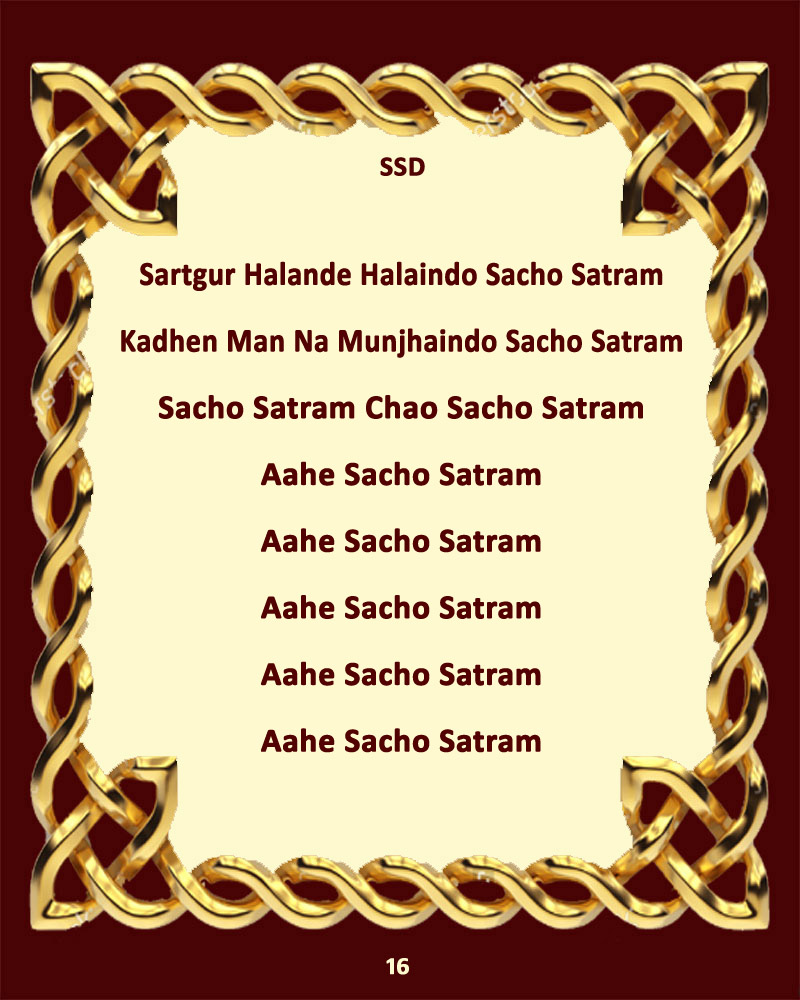 SSD
Sartgur Halande Halaindo Sacho Satram
Kadhen Man Na Munjhaindo Sacho Satram
Sacho Satram Chao Sacho Satram
Aahe Sacho Satram
Aahe Sacho Satram
Aahe Sacho Satram
Aahe Sacho Satram
Aahe Sacho Satram
16